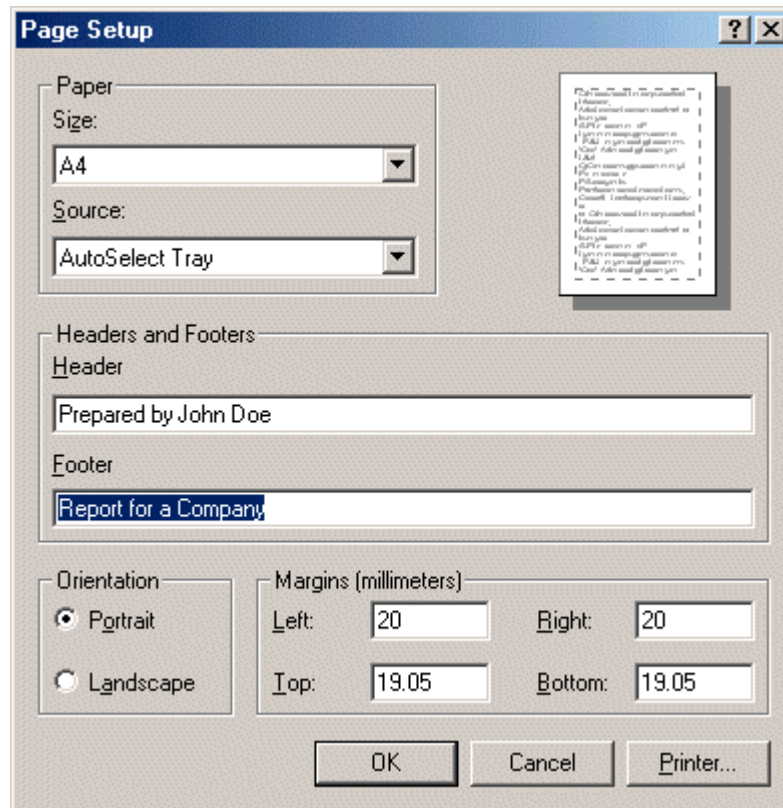 Page Setup
Paper
Size:
A4
Source:
AutoSelect Tray
Headers and Footers
Header
Prepared by John Doe
Footer
Report for a Company
Orientation
Portrait
Landscape
Margins (millimeters)
Left: 20 Right: 20
Top: 19.05 Bottom: 19.05
OK Cancel Printer...